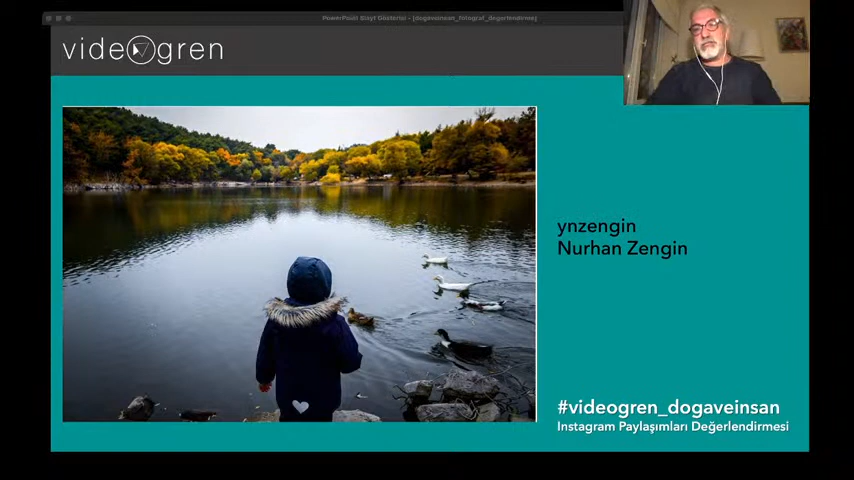 PowerPoint Slayt Gösterisi - [dogaveinsan_fotograf_degerlendirme]
videogren
ynzengin
Nurhan Zengin
#videogren_dogaveinsan
Instagram Paylaşımları Değerlendirmesi